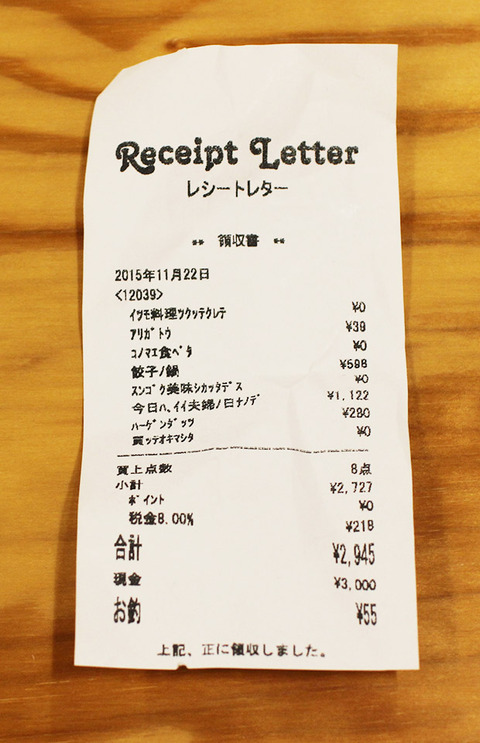 Receipt Letter
レシートレター
** 領収書 **
2015年11月22日
<12039>
ｲﾂﾓ料理ﾂｸｯﾃｸﾚﾃ ¥0
ｱﾘｶﾞﾄｳ ¥39
ｺﾉﾏｴ食ﾍﾞﾀ ¥0
餃子ﾉ鍋 ¥598
ｽﾝｺﾞｸ美味ｼｶｯﾀﾃﾞｽ ¥0
今日ﾊ､ｲｲ夫婦ﾉ日ﾅﾉﾃﾞ ¥1,122
ﾊｰｹﾞﾝﾀﾞｯﾂ ¥280
買ｯﾃｵｷﾏｼﾀ ¥0
買上点数 8点
小計 ¥2,727
ﾎﾟｲﾝﾄ ¥0
税金8.00% ¥218
合計 ¥2,945
現金 ¥3,000
お釣 ¥55
上記、正に領収しました。